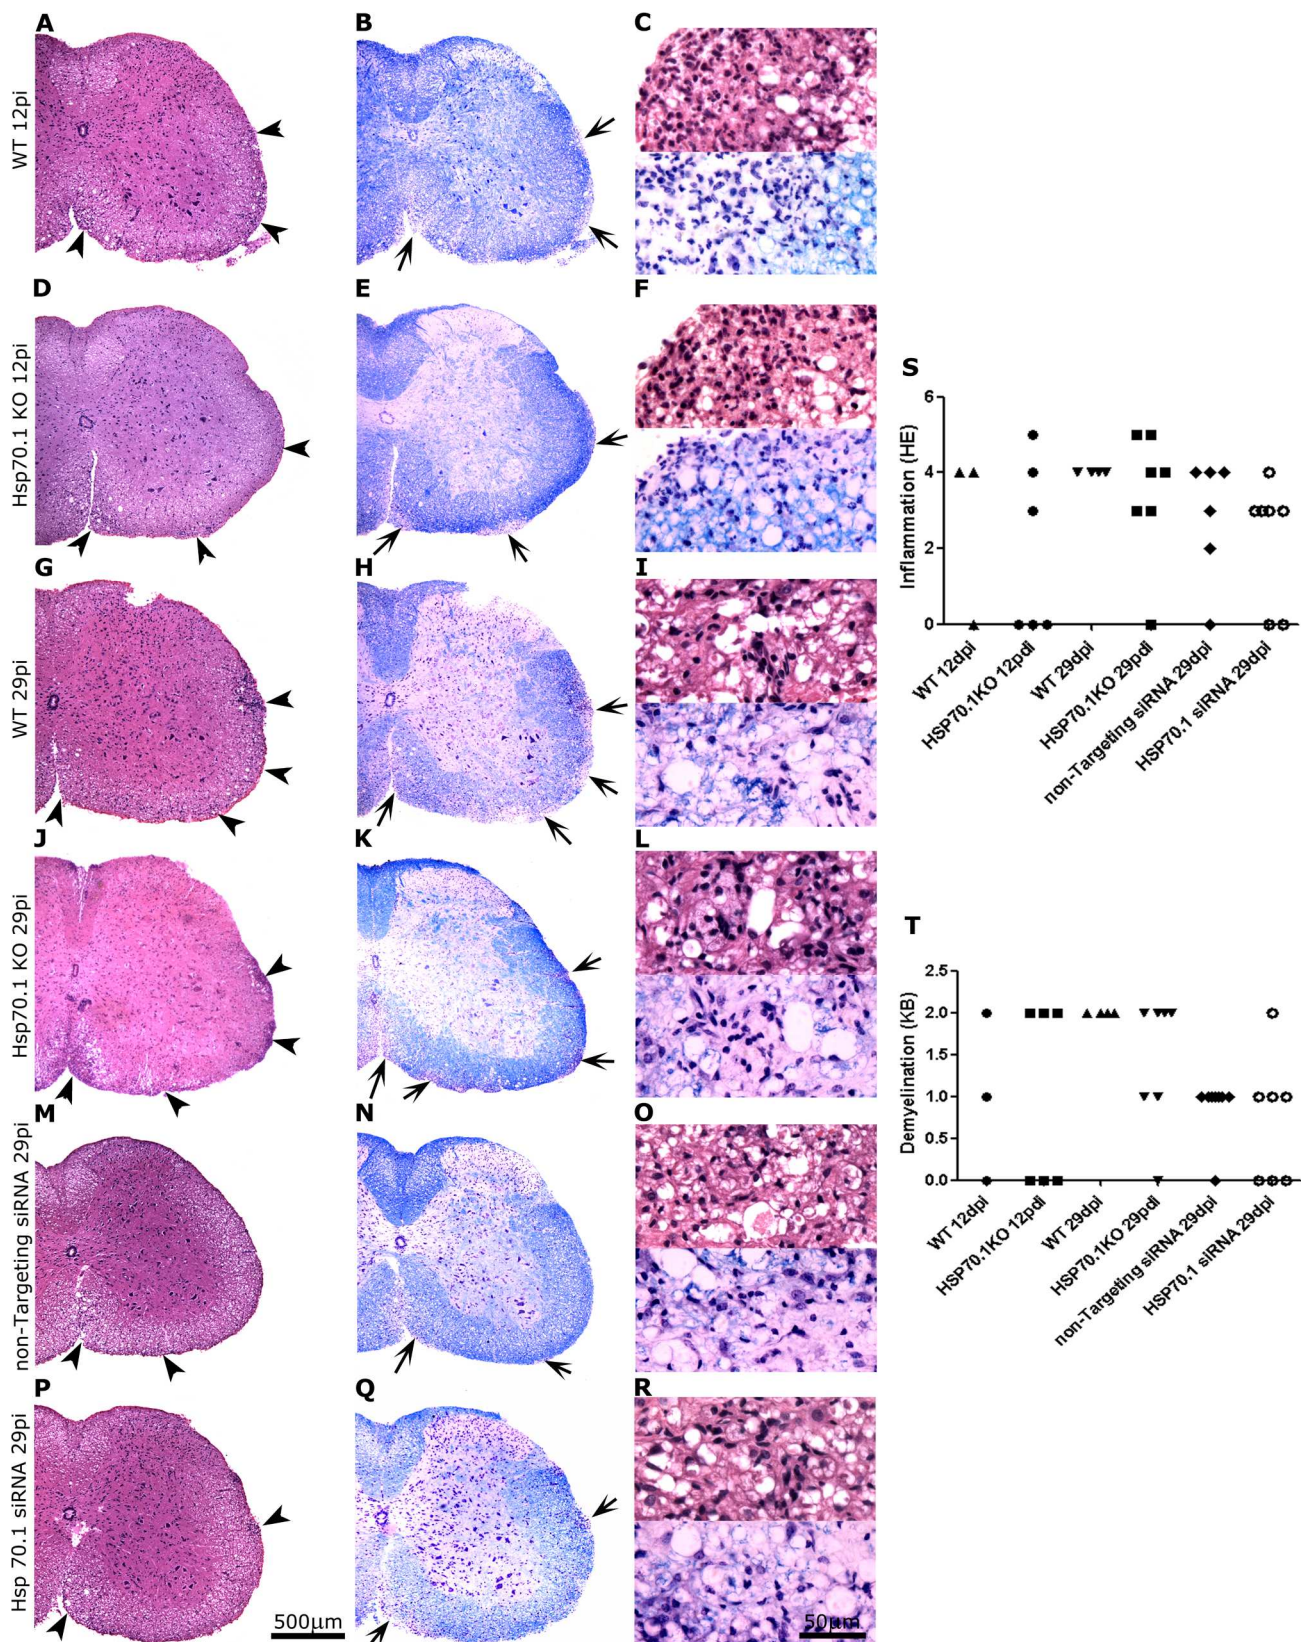 A
B
C
WT 12pi
D
E
F
Hsp70.1 KO 12pi
G
H
I
WT 29pi
J
K
L
Hsp70.1 KO 29pi
M
N
O
non-Targeting siRNA 29pi
P
Q
R
Hsp 70.1 siRNA 29pi
500μm
50μm
S
Inflammation (HE)
6
4
2
0
WT 12dpi
HSP70.1KO 12pdi
WT 29dpi
HSP70.1KO 29pdi
non-Targeting siRNA 29dpi
HSP70.1 siRNA 29dpi
T
Demyelination (KB)
2.5
2.0
1.5
1.0
0.5
0.0
WT 12dpi
HSP70.1KO 12pdi
WT 29dpi
HSP70.1KO 29pdi
non-Targeting siRNA 29dpi
HSP70.1 siRNA 29dpi